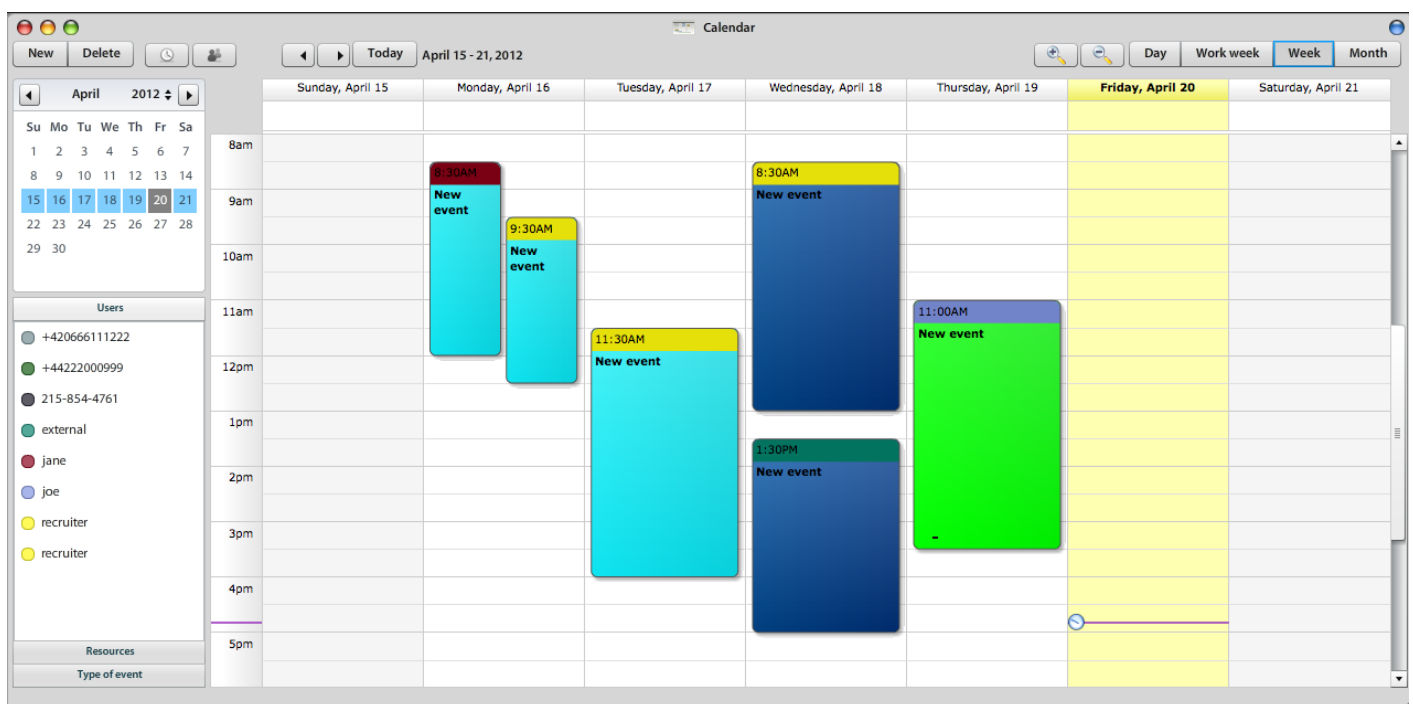 Calendar
New Delete Today April 15 - 21, 2012 Day Work week Week Month
April 2012
Su Mo Tu We Th Fr Sa
1 2 3 4 5 6 7
8 9 10 11 12 13 14
15 16 17 18 19 20 21
22 23 24 25 26 27 28
29 30
Users
+420666111222
+44222000999
215-854-4761
external
jane
joe
recruiter
recruiter
Resources
Type of event
Sunday, April 15 Monday, April 16 Tuesday, April 17 Wednesday, April 18 Thursday, April 19 Friday, April 20 Saturday, April 21
8am
9am
10am
11am
12pm
1pm
2pm
3pm
4pm
5pm
8:30AM
New
event
9:30AM
New
event
11:30AM
New event
8:30AM
New event
1:30PM
New event
11:00AM
New event